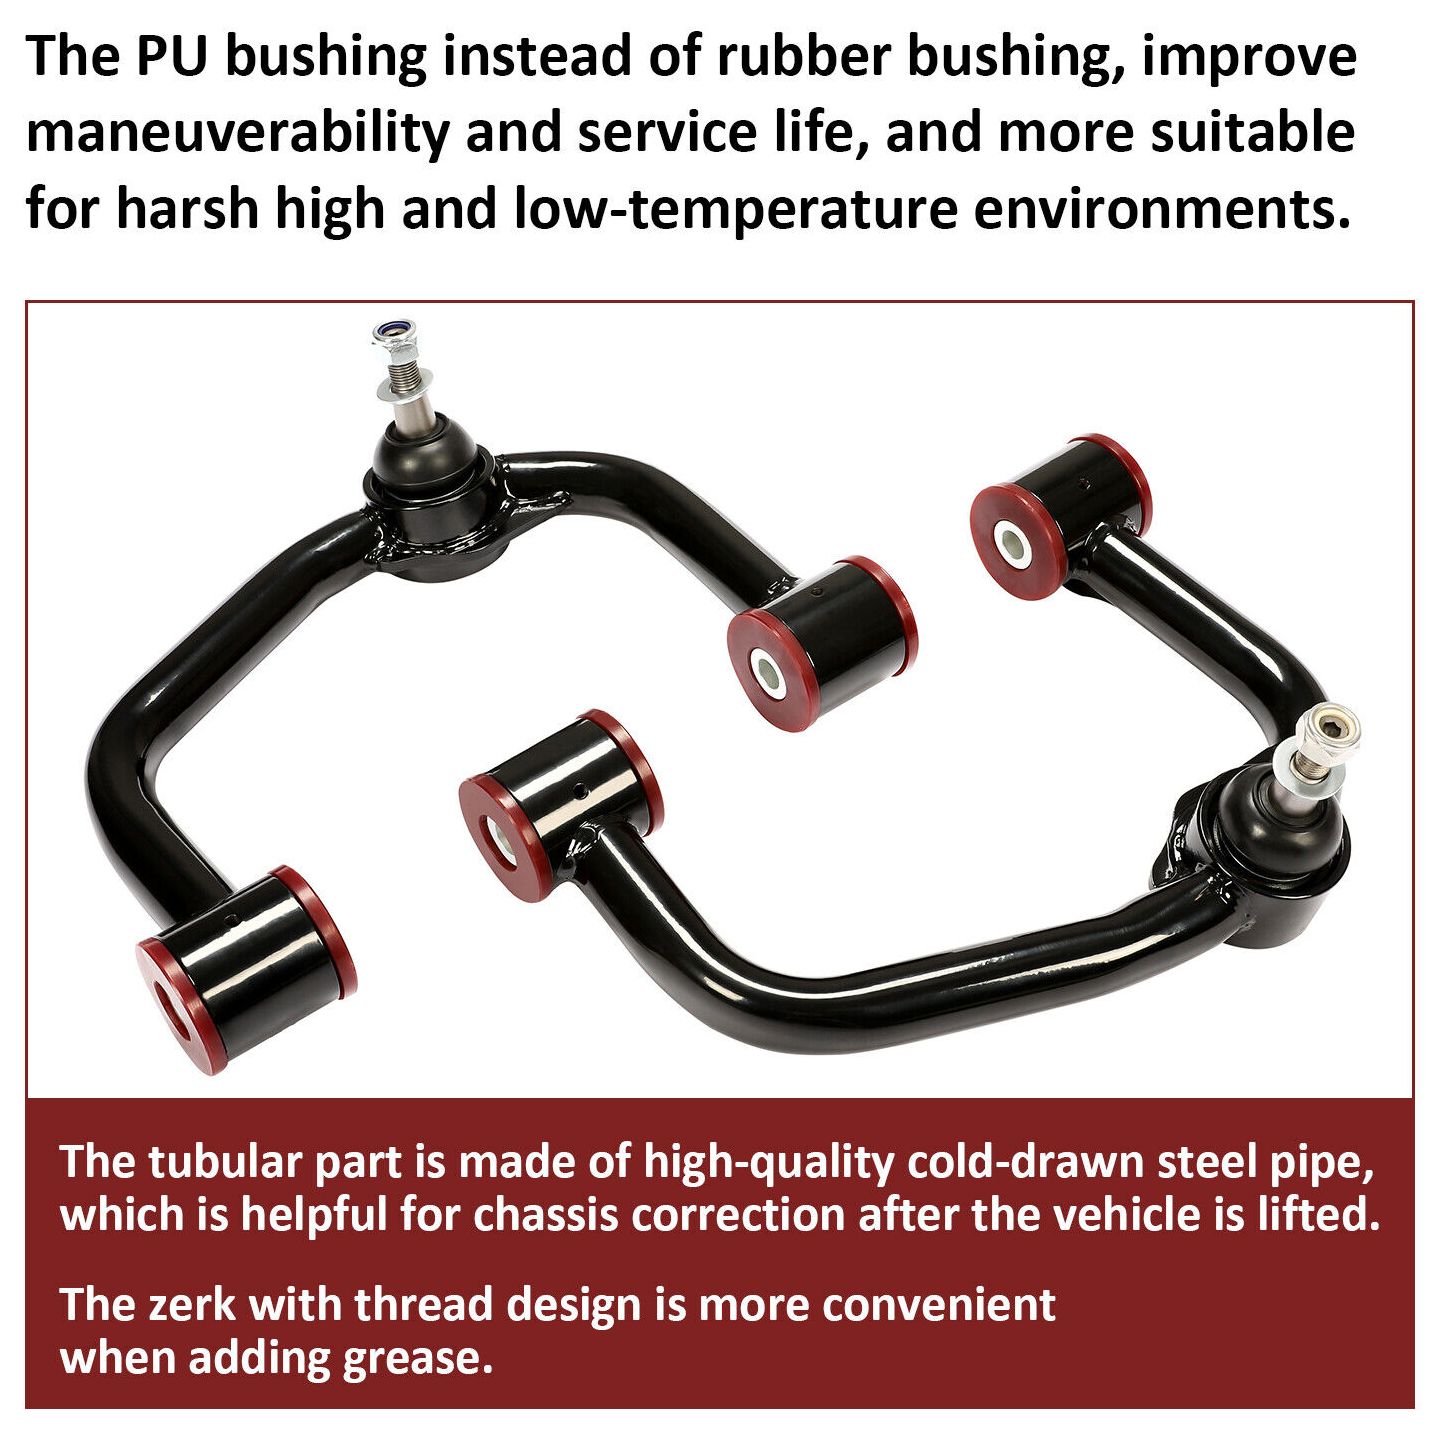 The PU bushing instead of rubber bushing, improve
maneuverability and service life, and more suitable
for harsh high and low-temperature environments.
The tubular part is made of high-quality cold-drawn steel pipe,
which is helpful for chassis correction after the vehicle is lifted.
The zerk with thread design is more convenient
when adding grease.